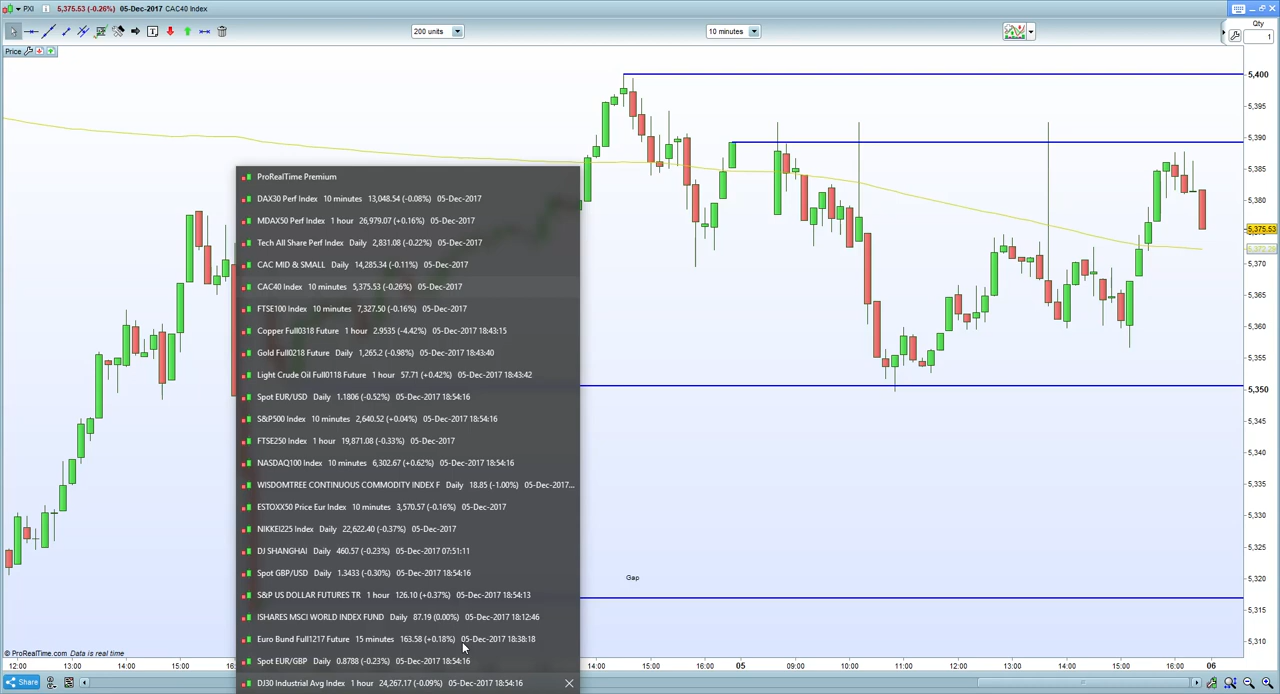 PXI 5,375.53 (-0.26%) 05-Dec-2017 CAC40 Index
200 units
10 minutes
Qty
1
Price
5,400
5,395
5,390
5,385
5,380
5,375.53
5,370
5,365
5,360
5,355
5,350
5,345
5,340
5,335
5,330
5,325
5,320
5,315
5,310
ProRealTime Premium
DAX30 Perf Index 10 minutes 13,048.54 (-0.08%) 05-Dec-2017
MDAX50 Perf Index 1 hour 26,979.07 (+0.16%) 05-Dec-2017
Tech All Share Perf Index Daily 2,831.08 (-0.22%) 05-Dec-2017
CAC MID & SMALL Daily 14,285.34 (-0.11%) 05-Dec-2017
CAC40 Index 10 minutes 5,375.53 (-0.26%) 05-Dec-2017
FTSE100 Index 10 minutes 7,327.50 (-0.16%) 05-Dec-2017
Copper Full0318 Future 1 hour 2.9535 (-4.42%) 05-Dec-2017 18:43:15
Gold Full0218 Future Daily 1,265.2 (-0.98%) 05-Dec-2017 18:43:40
Light Crude Oil Full0118 Future 1 hour 57.71 (+0.42%) 05-Dec-2017 18:43:42
Spot EUR/USD Daily 1.1806 (-0.52%) 05-Dec-2017 18:54:16
S&P500 Index 10 minutes 2,640.52 (+0.04%) 05-Dec-2017 18:54:16
FTSE250 Index 1 hour 19,871.08 (-0.33%) 05-Dec-2017
NASDAQ100 Index 10 minutes 6,302.67 (+0.62%) 05-Dec-2017 18:54:16
WISDOMTREE CONTINUOUS COMMODITY INDEX F Daily 18.85 (-1.00%) 05-Dec-2017...
ESTOXX50 Price Eur Index 10 minutes 3,570.57 (-0.16%) 05-Dec-2017
NIKKEI225 Index Daily 22,622.40 (-0.37%) 05-Dec-2017
DJ SHANGHAI Daily 460.57 (-0.23%) 05-Dec-2017 07:51:11
Spot GBP/USD Daily 1.3433 (-0.30%) 05-Dec-2017 18:54:16
S&P US DOLLAR FUTURES TR 1 hour 126.10 (+0.37%) 05-Dec-2017 18:54:13
ISHARES MSCI WORLD INDEX FUND Daily 87.19 (0.00%) 05-Dec-2017 18:12:46
Euro Bund Full1217 Future 15 minutes 163.58 (+0.18%) 05-Dec-2017 18:38:18
Spot EUR/GBP Daily 0.8788 (-0.23%) 05-Dec-2017 18:54:16
DJ30 Industrial Avg Index 1 hour 24,267.17 (-0.09%) 05-Dec-2017 18:54:16
Gap
© ProRealTime.com Data is real time
12:00 13:00 14:00 15:00 14:00 15:00 16:00 05 09:00 10:00 11:00 12:00 13:00 14:00 15:00 16:00 06
Share